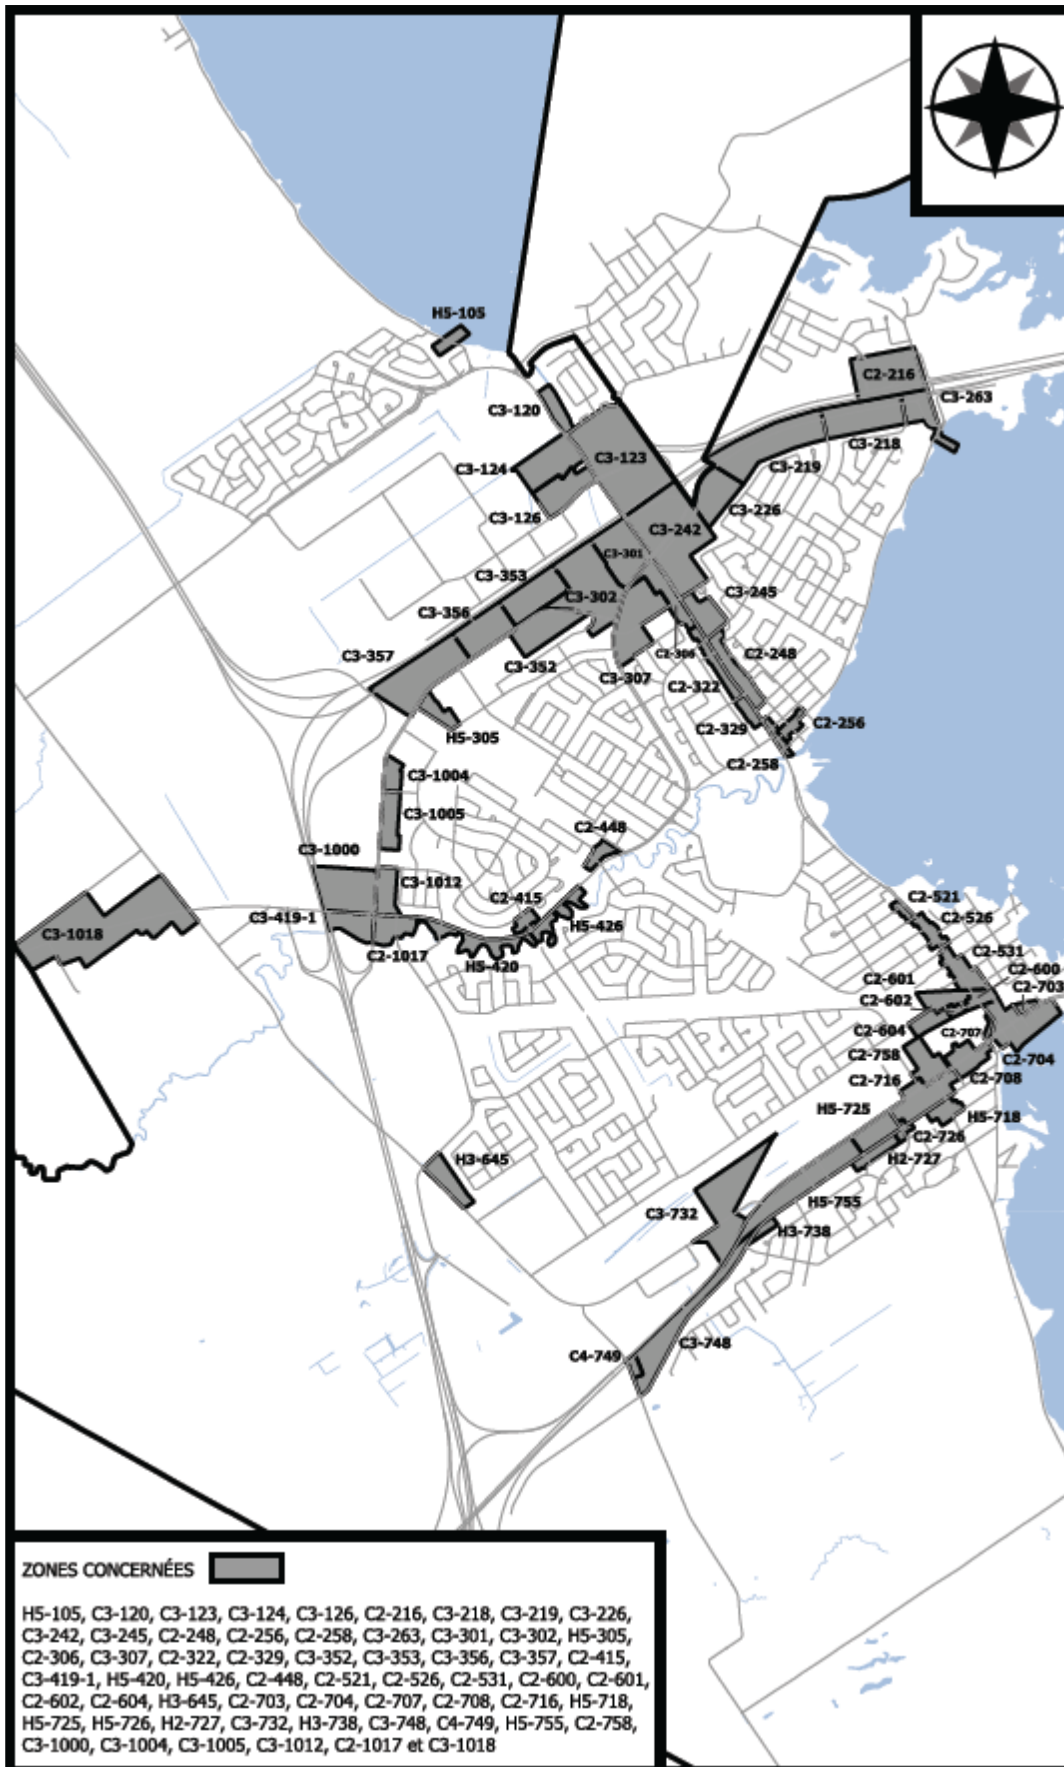 H5-105
C3-120
C2-216
C3-263
C3-218
C3-123
C3-124
C3-219
C3-126
C3-226
C3-242
C3-301
C3-353
C3-302
C3-245
C3-356
C3-357
C3-352
C2-306
C2-248
C3-307
C2-322
H5-305
C2-329
C2-256
C2-258
C3-1004
C3-1005
C2-448
C3-1000
C3-1012
C2-415
C3-419-1
H5-426
C3-1018
C2-1017
H5-420
C2-521
C2-526
C2-531
C2-600
C2-601
C2-703
C2-602
C2-604
C2-707
C2-704
C2-758
C2-708
C2-716
H5-725
H5-718
C2-726
H2-727
H3-645
H5-755
C3-732
H3-738
C3-748
C4-749
ZONES CONCERNÉES
H5-105, C3-120, C3-123, C3-124, C3-126, C2-216, C3-218, C3-219, C3-226,
C3-242, C3-245, C2-248, C2-256, C2-258, C3-263, C3-301, C3-302, H5-305,
C2-306, C3-307, C2-322, C2-329, C3-352, C3-353, C3-356, C3-357, C2-415,
C3-419-1, H5-420, H5-426, C2-448, C2-521, C2-526, C2-531, C2-600, C2-601,
C2-602, C2-604, H3-645, C2-703, C2-704, C2-707, C2-708, C2-716, H5-718,
H5-725, H5-726, H2-727, C3-732, H3-738, C3-748, C4-749, H5-755, C2-758,
C3-1000, C3-1004, C3-1005, C3-1012, C2-1017 et C3-1018